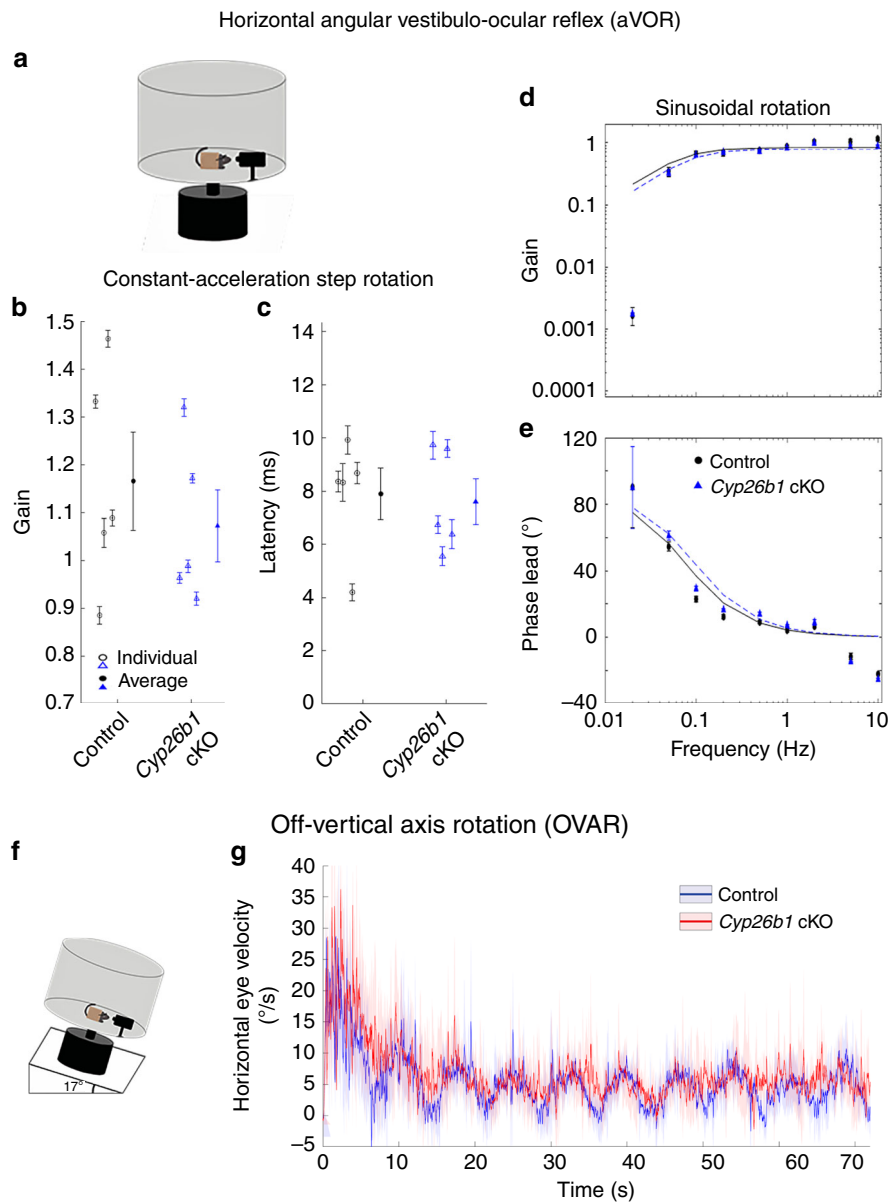 Horizontal angular vestibulo-ocular reflex (aVOR)
a
d
Sinusoidal rotation
1
0.1
0.01
0.001
0.0001
Gain
Constant-acceleration step rotation
b
1.5
1.4
1.3
1.2
1.1
1
0.9
0.8
0.7
Gain
Individual
Average
Control
Cyp26b1
cKO
c
14
12
10
8
6
4
2
0
Latency (ms)
Control
Cyp26b1
cKO
e
120
80
40
0
–40
Phase lead (°)
Control
Cyp26b1 cKO
0.01
0.1
1
10
Frequency (Hz)
Off-vertical axis rotation (OVAR)
f
17°
g
40
35
30
25
20
15
10
5
0
–5
Horizontal eye velocity
(°/s)
Control
Cyp26b1 cKO
0
10
20
30
40
50
60
70
Time (s)